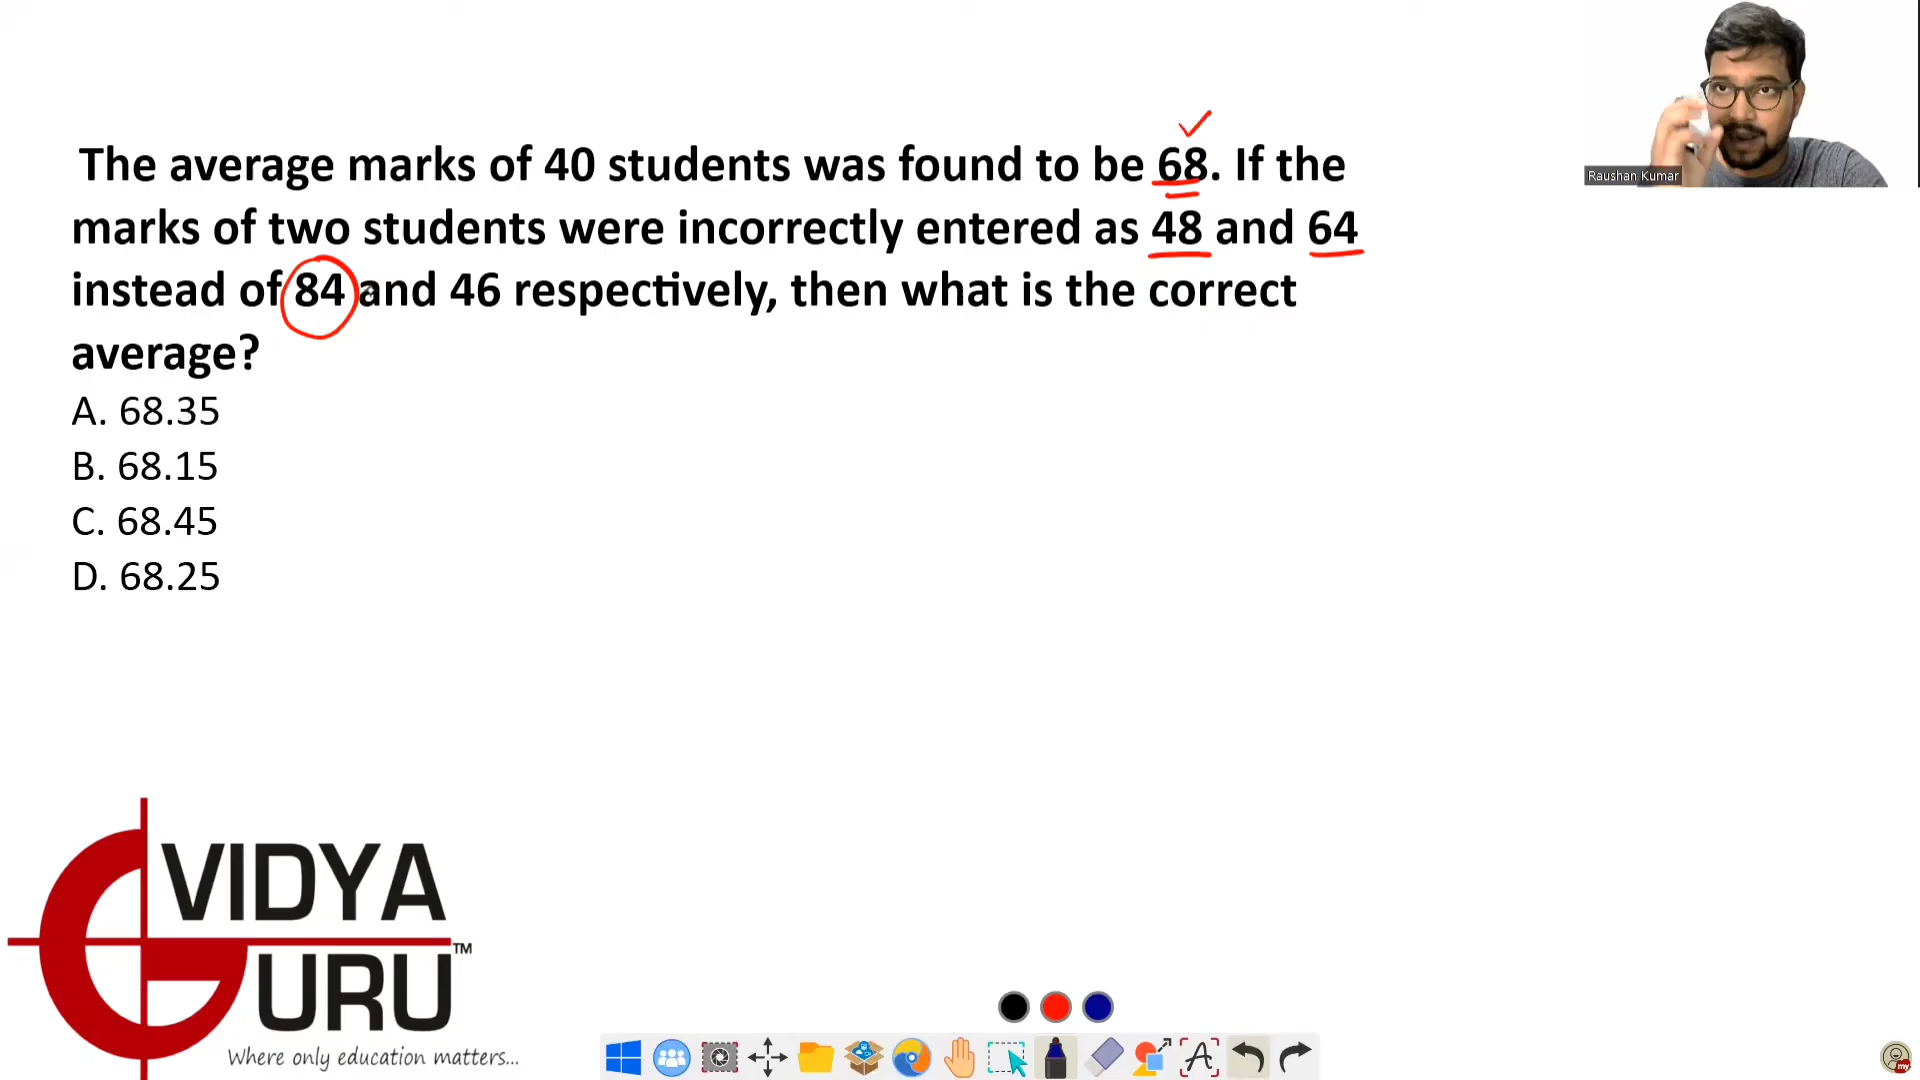 The average marks of 40 students was found to be 68. If the
marks of two students were incorrectly entered as 48 and 64
instead of 84 and 46 respectively, then what is the correct
average?
A. 68.35
B. 68.15
C. 68.45
D. 68.25
Raushan Kumar
VIDYA
GURU™
Where only education matters...
my